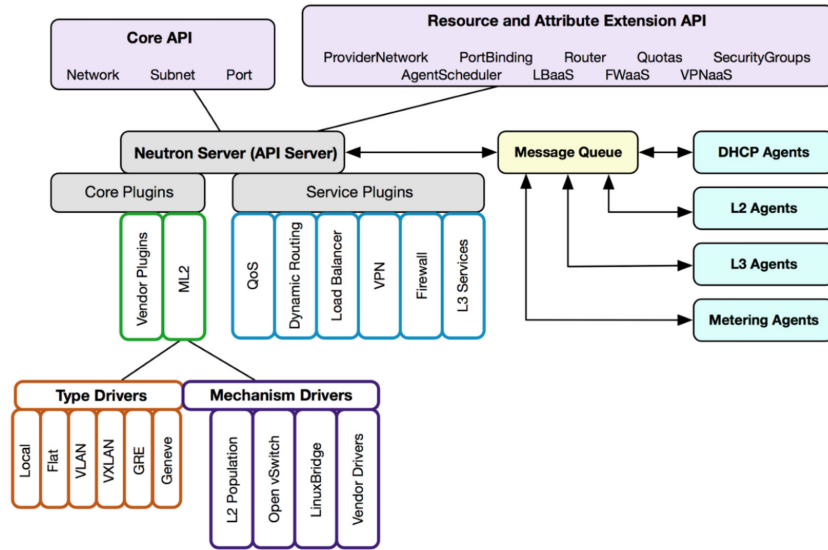 Core API
Network Subnet Port
Resource and Attribute Extension API
ProviderNetwork PortBinding Router Quotas SecurityGroups
AgentScheduler LBaaS FWaaS VPNaaS
Neutron Server (API Server)
Message Queue
DHCP Agents
L2 Agents
L3 Agents
Metering Agents
Core Plugins
Service Plugins
Vendor Plugins
ML2
QoS
Dynamic Routing
Load Balancer
VPN
Firewall
L3 Services
Type Drivers
Mechanism Drivers
Local
Flat
VLAN
VXLAN
GRE
Geneve
L2 Population
Open vSwitch
LinuxBridge
Vendor Drivers